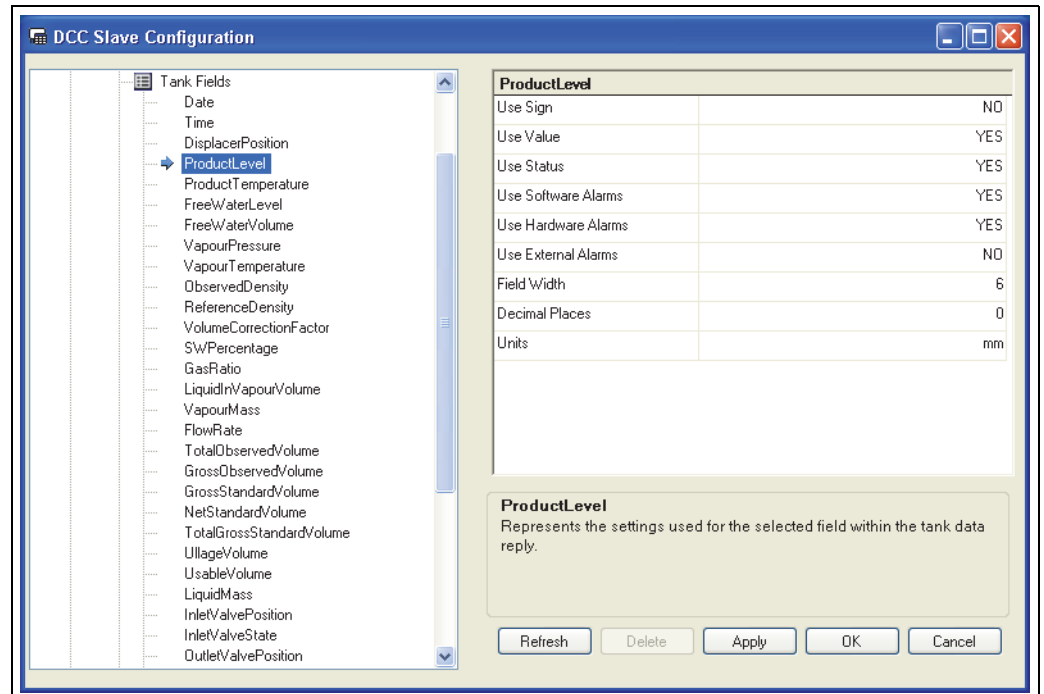 DCC Slave Configuration
Tank Fields
Date
Time
DisplacerPosition
ProductLevel
ProductTemperature
FreeWaterLevel
FreeWaterVolume
VapourPressure
VapourTemperature
ObservedDensity
ReferenceDensity
VolumeCorrectionFactor
SWPercentage
GasRatio
LiquidInVapourVolume
VapourMass
FlowRate
TotalObservedVolume
GrossObservedVolume
GrossStandardVolume
NetStandardVolume
TotalGrossStandardVolume
UllageVolume
UsableVolume
LiquidMass
InletValvePosition
InletValveState
OutletValvePosition
ProductLevel
Use Sign NO
Use Value YES
Use Status YES
Use Software Alarms YES
Use Hardware Alarms YES
Use External Alarms NO
Field Width 6
Decimal Places 0
Units mm
ProductLevel
Represents the settings used for the selected field within the tank data
reply.
Refresh Delete Apply OK Cancel